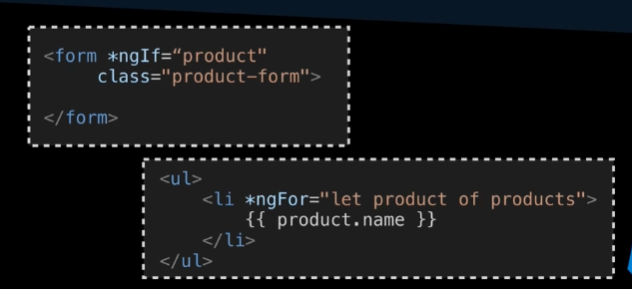 <form *ngIf=“product"
class="product-form">
</form>
<ul>
<li *ngFor="let product of products">
{{ product.name }}
</li>
</ul>